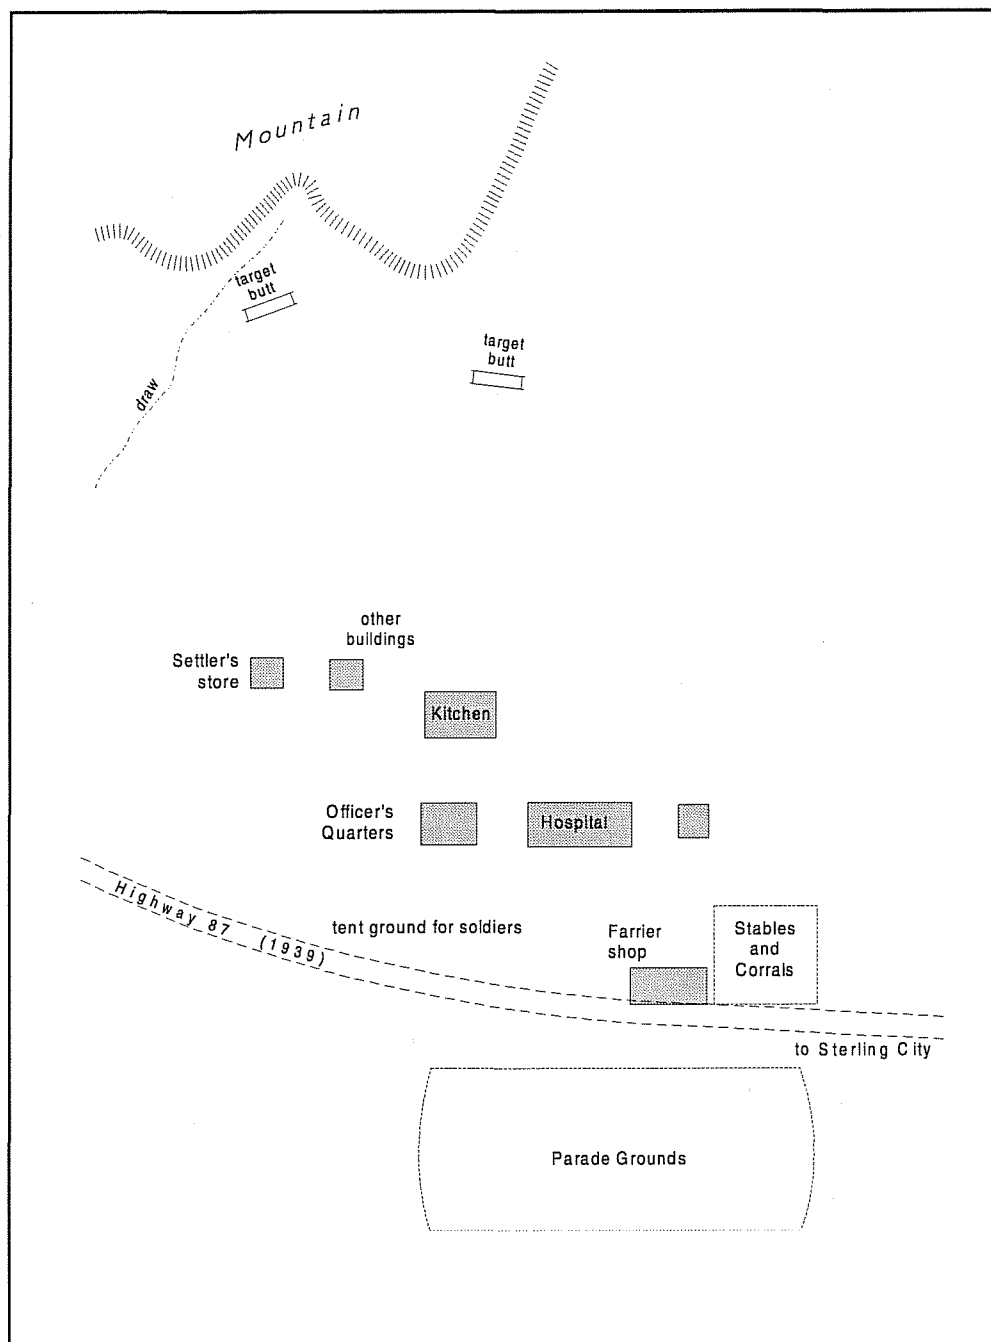 Mountain
target
butt
target
butt
draw
other
buildings
Settler's
store
Kitchen
Officer's
Quarters
Hospital
Highway 87 (1939)
tent ground for soldiers
Farrier
shop
Stables
and
Corrals
to Sterling City
Parade Grounds